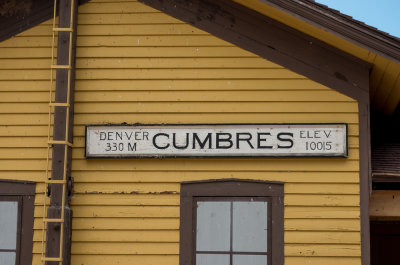 DENVER
330 M
CUMBRES
ELEV
10015